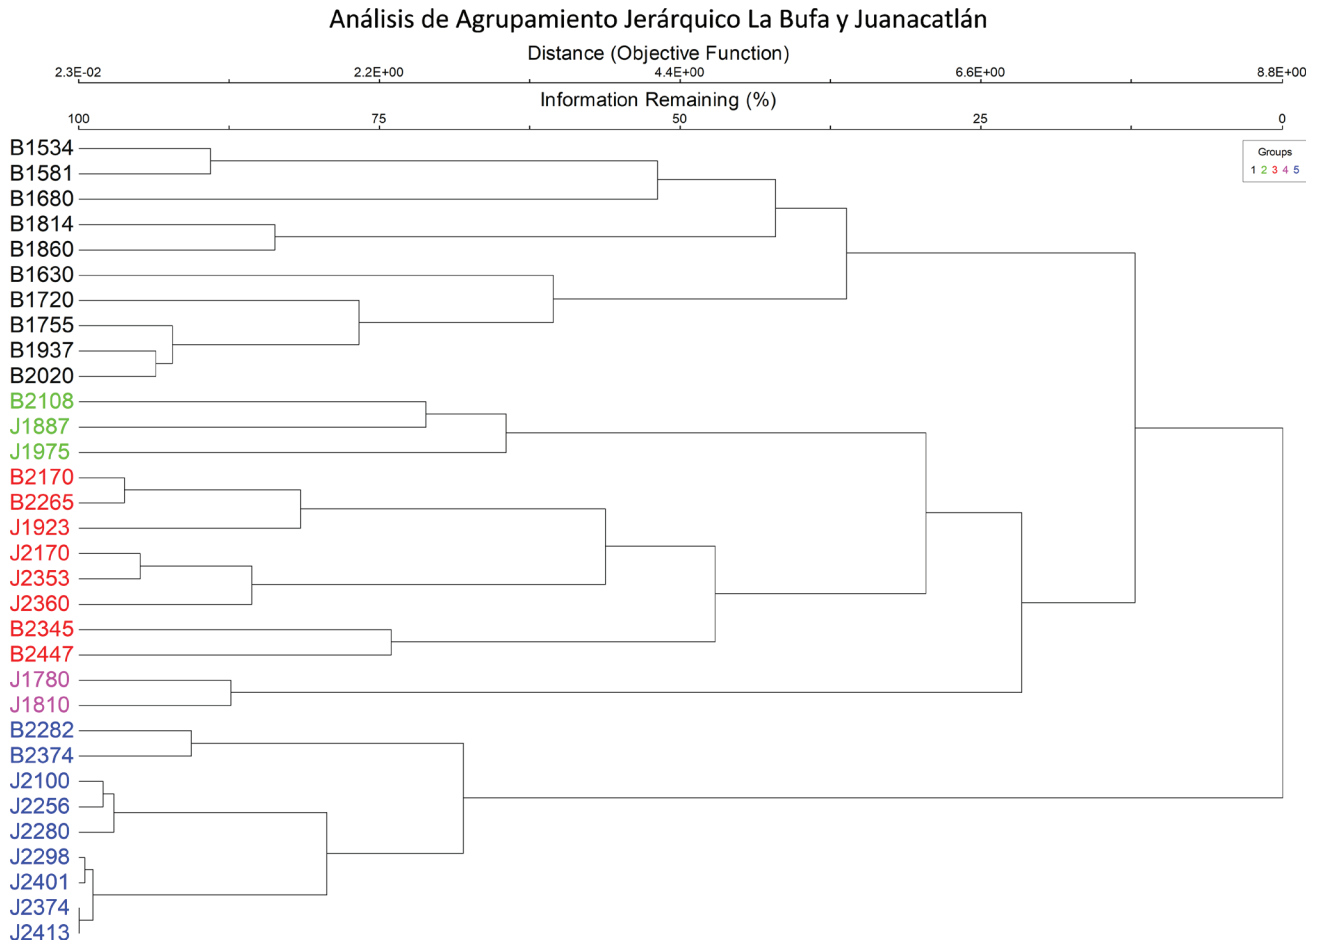 Análisis de Agrupamiento Jerárquico La Bufa y Juanacatlán
Distance (Objective Function)
2.3E-02 2.2E+00 4.4E+00 6.6E+00 8.8E+00
Information Remaining (%)
100 75 50 25 0
Groups
1 2 3 4 5
B1534
B1581
B1680
B1814
B1860
B1630
B1720
B1755
B1937
B2020
B2108
J1887
J1975
B2170
B2265
J1923
J2170
J2353
J2360
B2345
B2447
J1780
J1810
B2282
B2374
J2100
J2256
J2280
J2298
J2401
J2374
J2413